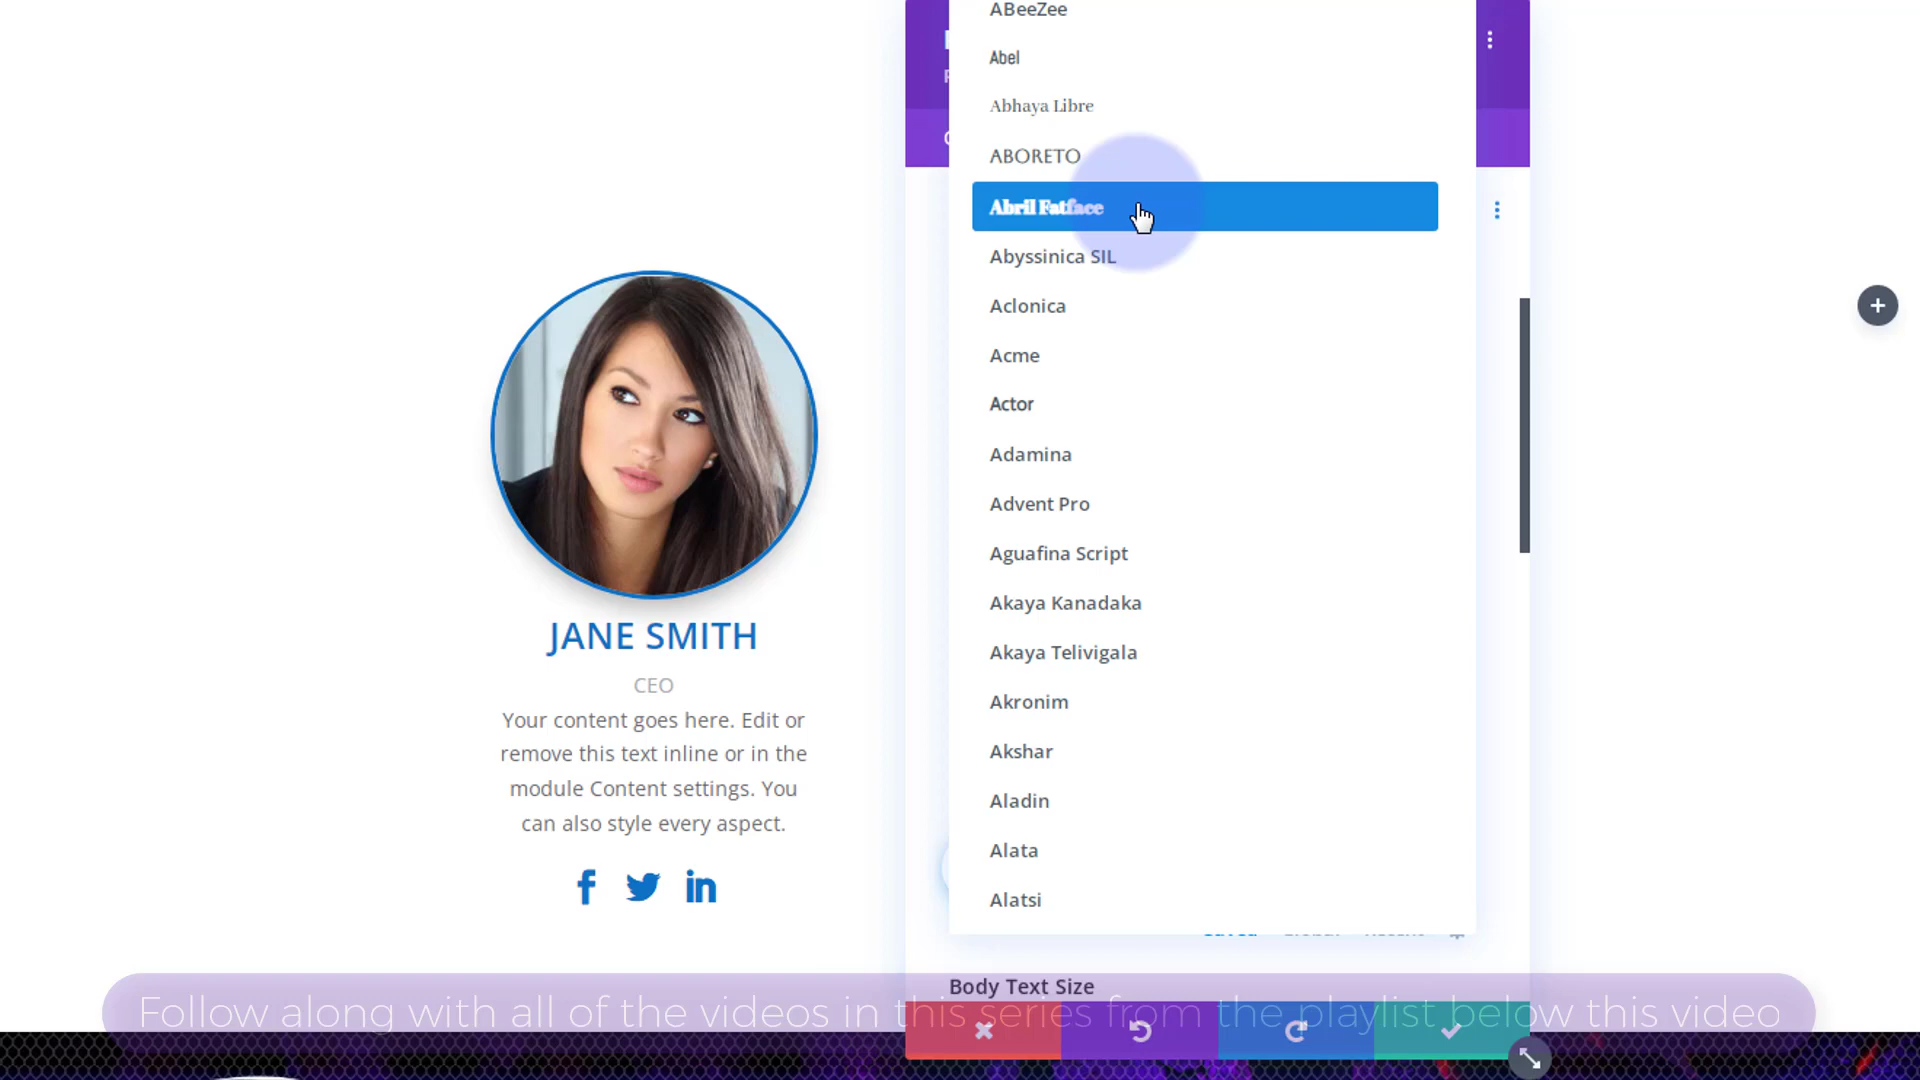 ABeeZee
Abel
Abhaya Libre
ABORETO
Abril Fatface
Abyssinica SIL
Aclonica
Acme
Actor
Adamina
Advent Pro
Aguafina Script
Akaya Kanadaka
Akaya Telivigala
Akronim
Akshar
Aladin
Alata
Alatsi
JANE SMITH
CEO
Your content goes here. Edit or
remove this text inline or in the
module Content settings. You
can also style every aspect.
Body Text Size
Follow along with all of the videos in this series from the playlist below this video